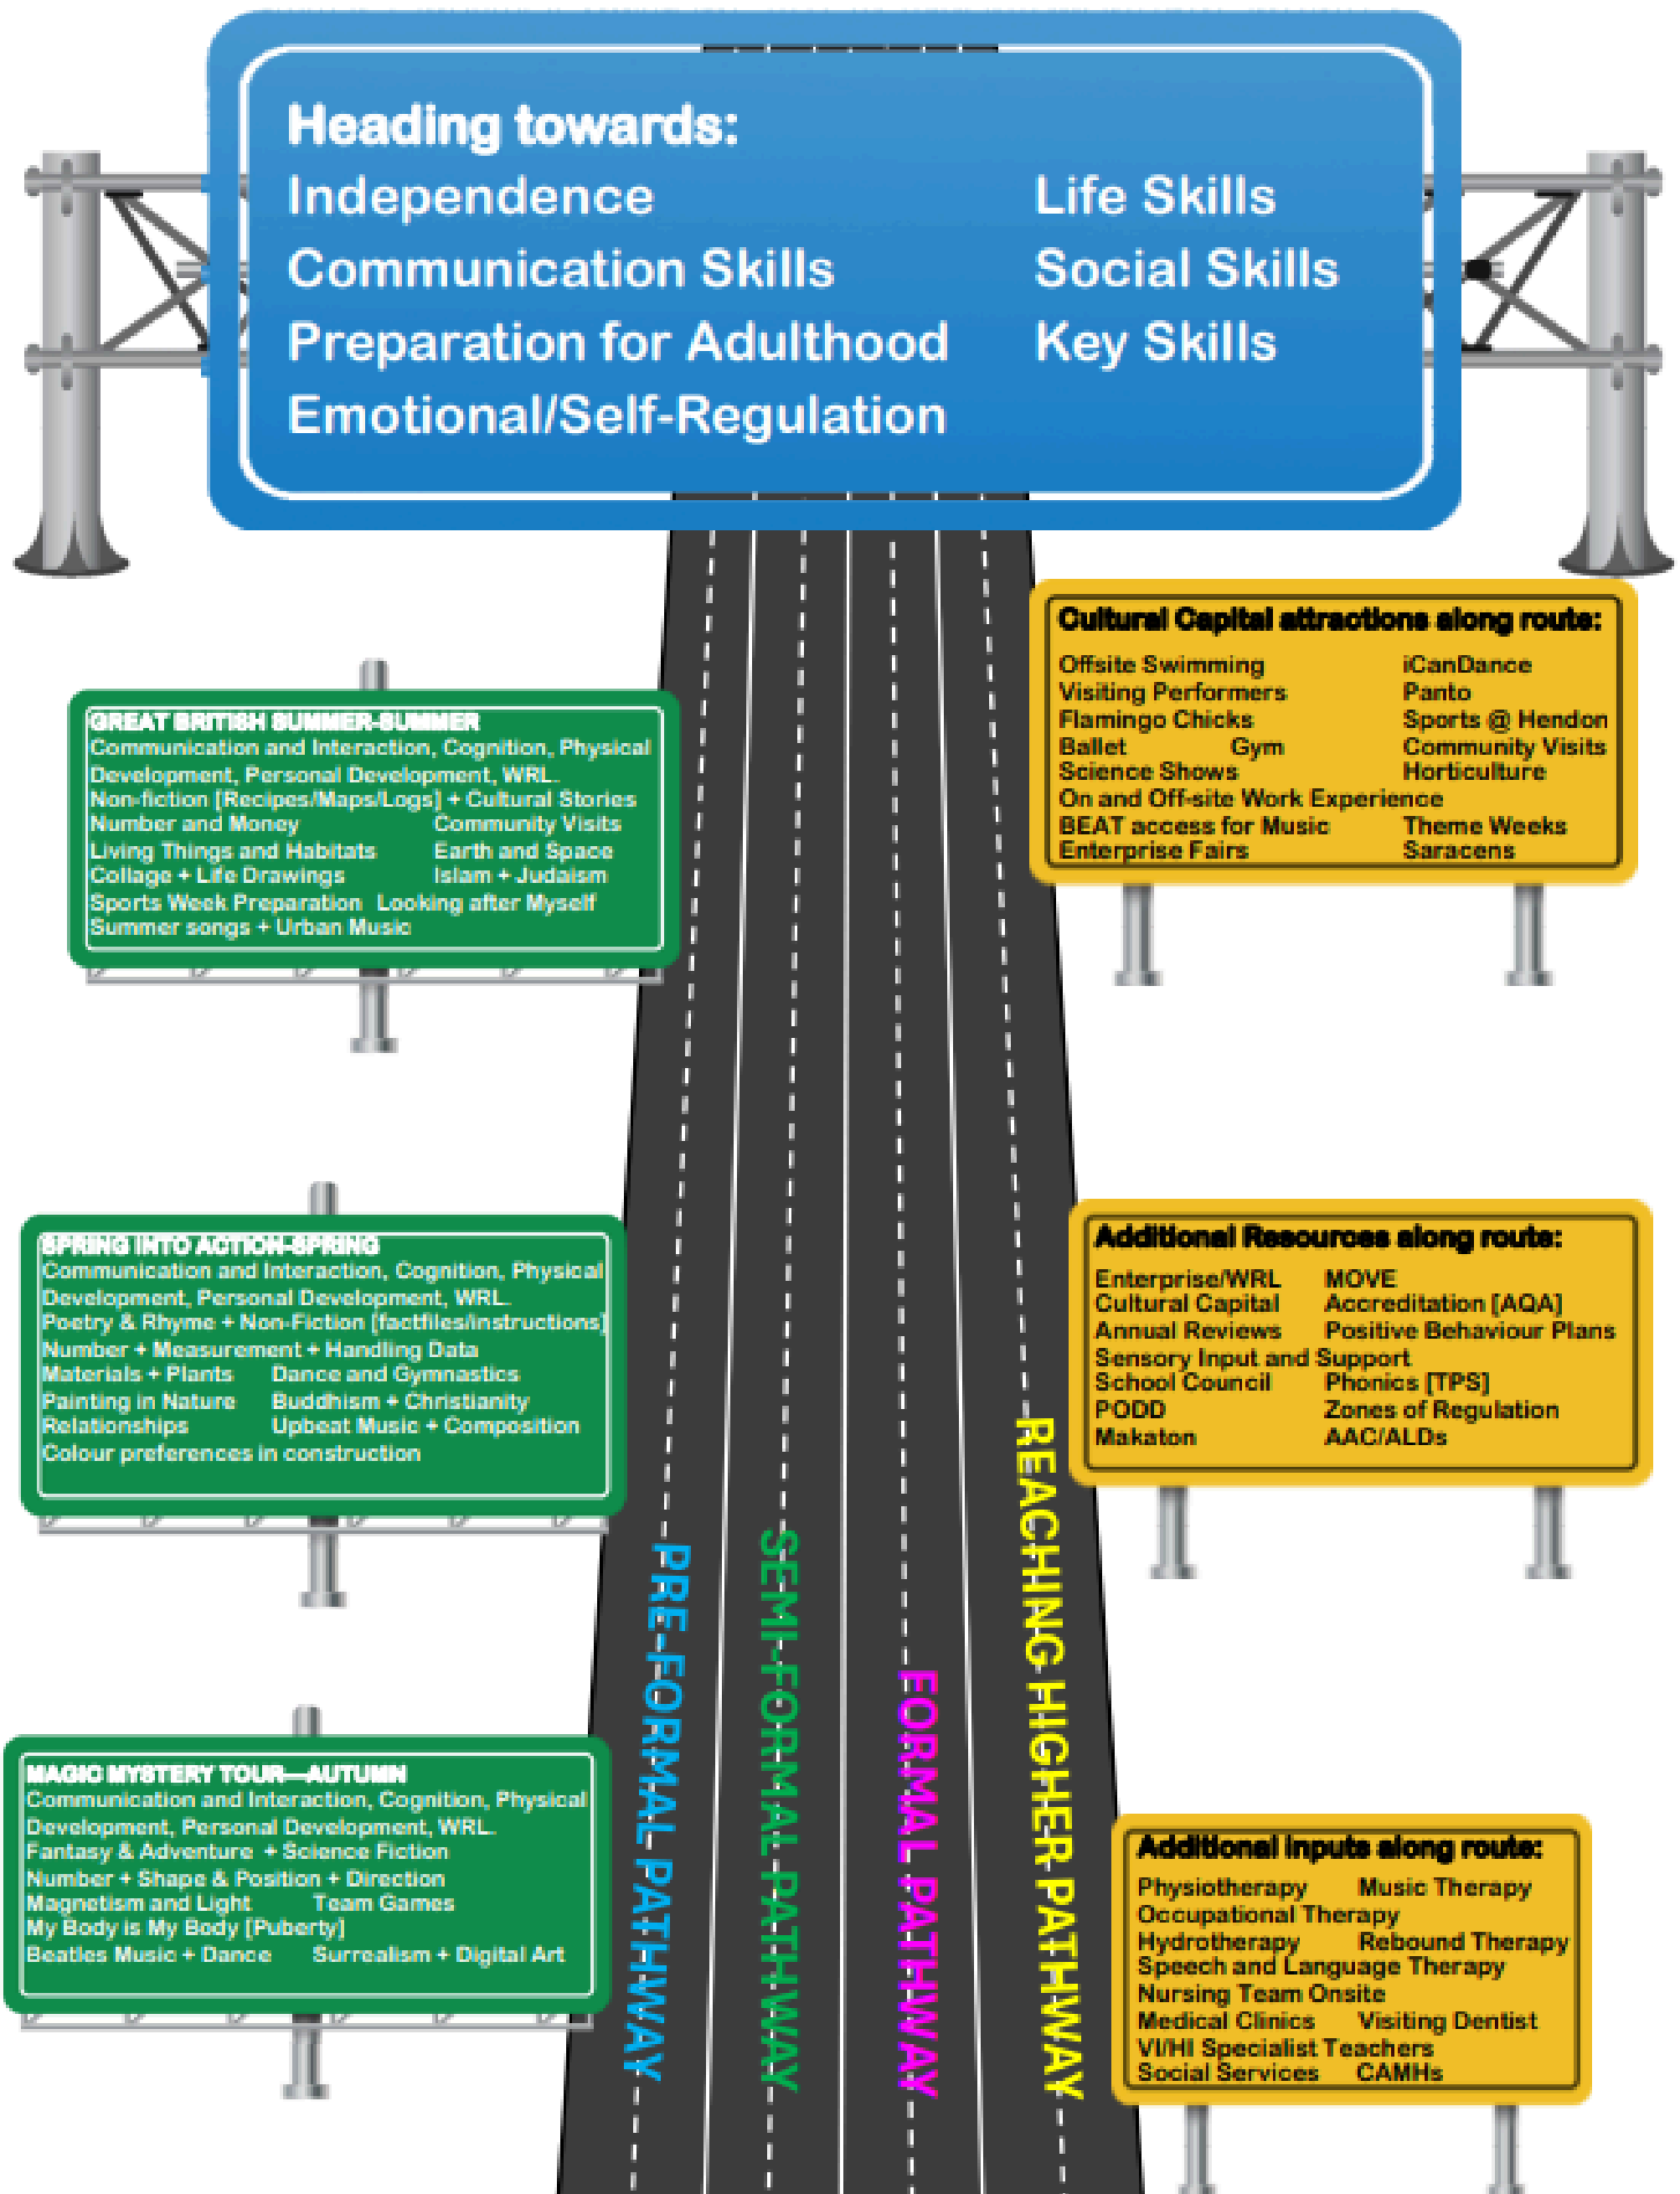 Heading towards:
Independence Life Skills
Communication Skills Social Skills
Preparation for Adulthood Key Skills
Emotional/Self-Regulation
Cultural Capital attractions along route:
Offsite Swimming iCanDance
Visiting Performers Panto
Flamingo Chicks Sports @ Hendon
Ballet Gym Community Visits
Science Shows Horticulture
On and Off-site Work Experience
BEAT access for Music Theme Weeks
Enterprise Fairs Saracens
GREAT BRITISH SUMMER-SUMMER
Communication and Interaction, Cognition, Physical
Development, Personal Development, WRL.
Non-fiction [Recipes/Maps/Logs] + Cultural Stories
Number and Money Community Visits
Living Things and Habitats Earth and Space
Collage + Life Drawings Islam + Judaism
Sports Week Preparation Looking after Myself
Summer songs + Urban Music
SPRING INTO ACTION-SPRING
Communication and Interaction, Cognition, Physical
Development, Personal Development, WRL.
Poetry & Rhyme + Non-Fiction [factfiles/instructions]
Number + Measurement + Handling Data
Materials + Plants Dance and Gymnastics
Painting in Nature Buddhism + Christianity
Relationships Upbeat Music + Composition
Colour preferences in construction
Additional Resources along route:
Enterprise/WRL MOVE
Cultural Capital Accreditation [AQA]
Annual Reviews Positive Behaviour Plans
Sensory Input and Support
School Council Phonics [TPS]
PODD Zones of Regulation
Makaton AAC/ALDs
MAGIC MYSTERY TOUR—AUTUMN
Communication and Interaction, Cognition, Physical
Development, Personal Development, WRL.
Fantasy & Adventure + Science Fiction
Number + Shape & Position + Direction
Magnetism and Light Team Games
My Body is My Body [Puberty]
Beatles Music + Dance Surrealism + Digital Art
PRE-FORMAL PATHWAY
SEMI-FORMAL PATHWAY
FORMAL PATHWAY
REACHING HIGHER PATHWAY
Additional inputs along route:
Physiotherapy Music Therapy
Occupational Therapy
Hydrotherapy Rebound Therapy
Speech and Language Therapy
Nursing Team Onsite
Medical Clinics Visiting Dentist
VI/HI Specialist Teachers
Social Services CAMHs